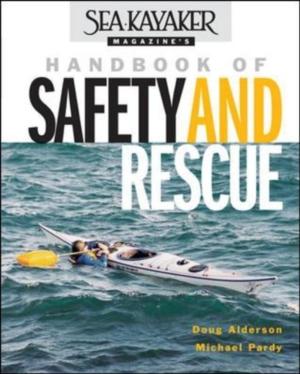 SEA·KAYAKER
MAGAZINE'S
HANDBOOK OF
SAFETY AND
RESCUE
Doug Alderson
Michael Pardy